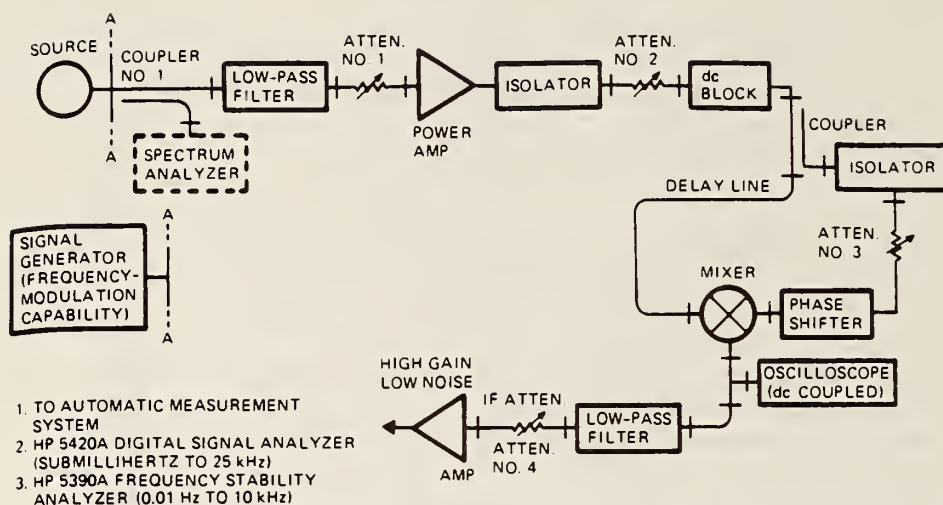 SOURCE
A
COUPLER
NO. 1
LOW-PASS
FILTER
ATTEN.
NO. 1
POWER
AMP
ISOLATOR
ATTEN.
NO. 2
dc
BLOCK
COUPLER
ISOLATOR
A
SPECTRUM
ANALYZER
DELAY LINE
ATTEN.
NO. 3
A
SIGNAL
GENERATOR
(FREQUENCY-
MODULATION
CAPABILITY)
A
MIXER
PHASE
SHIFTER
OSCILLOSCOPE
(dc COUPLED)
HIGH GAIN
LOW NOISE
AMP
IF ATTEN
ATTEN.
NO. 4
LOW-PASS
FILTER
1. TO AUTOMATIC MEASUREMENT
SYSTEM
2. HP 5420A DIGITAL SIGNAL ANALYZER
(SUBMILLIHERTZ TO 25 kHz)
3. HP 5390A FREQUENCY STABILITY
ANALYZER (0.01 Hz TO 10 kHz)